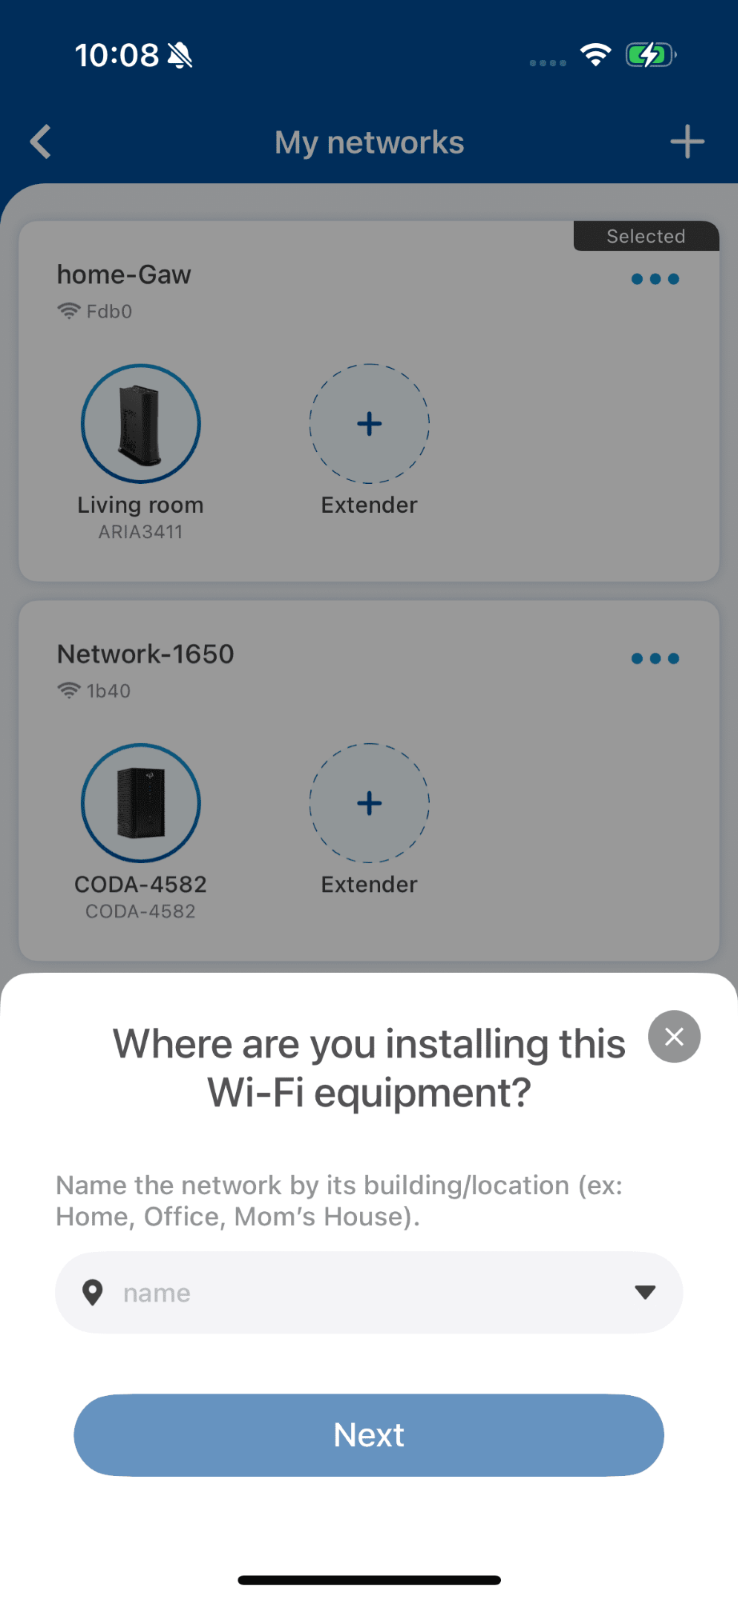 10:08
My networks
Selected
home-Gaw
Fdb0
Living room
ARIA3411
Extender
Network-1650
1b40
CODA-4582
CODA-4582
Extender
Where are you installing this
Wi-Fi equipment?
Name the network by its building/location (ex:
Home, Office, Mom’s House).
name
Next